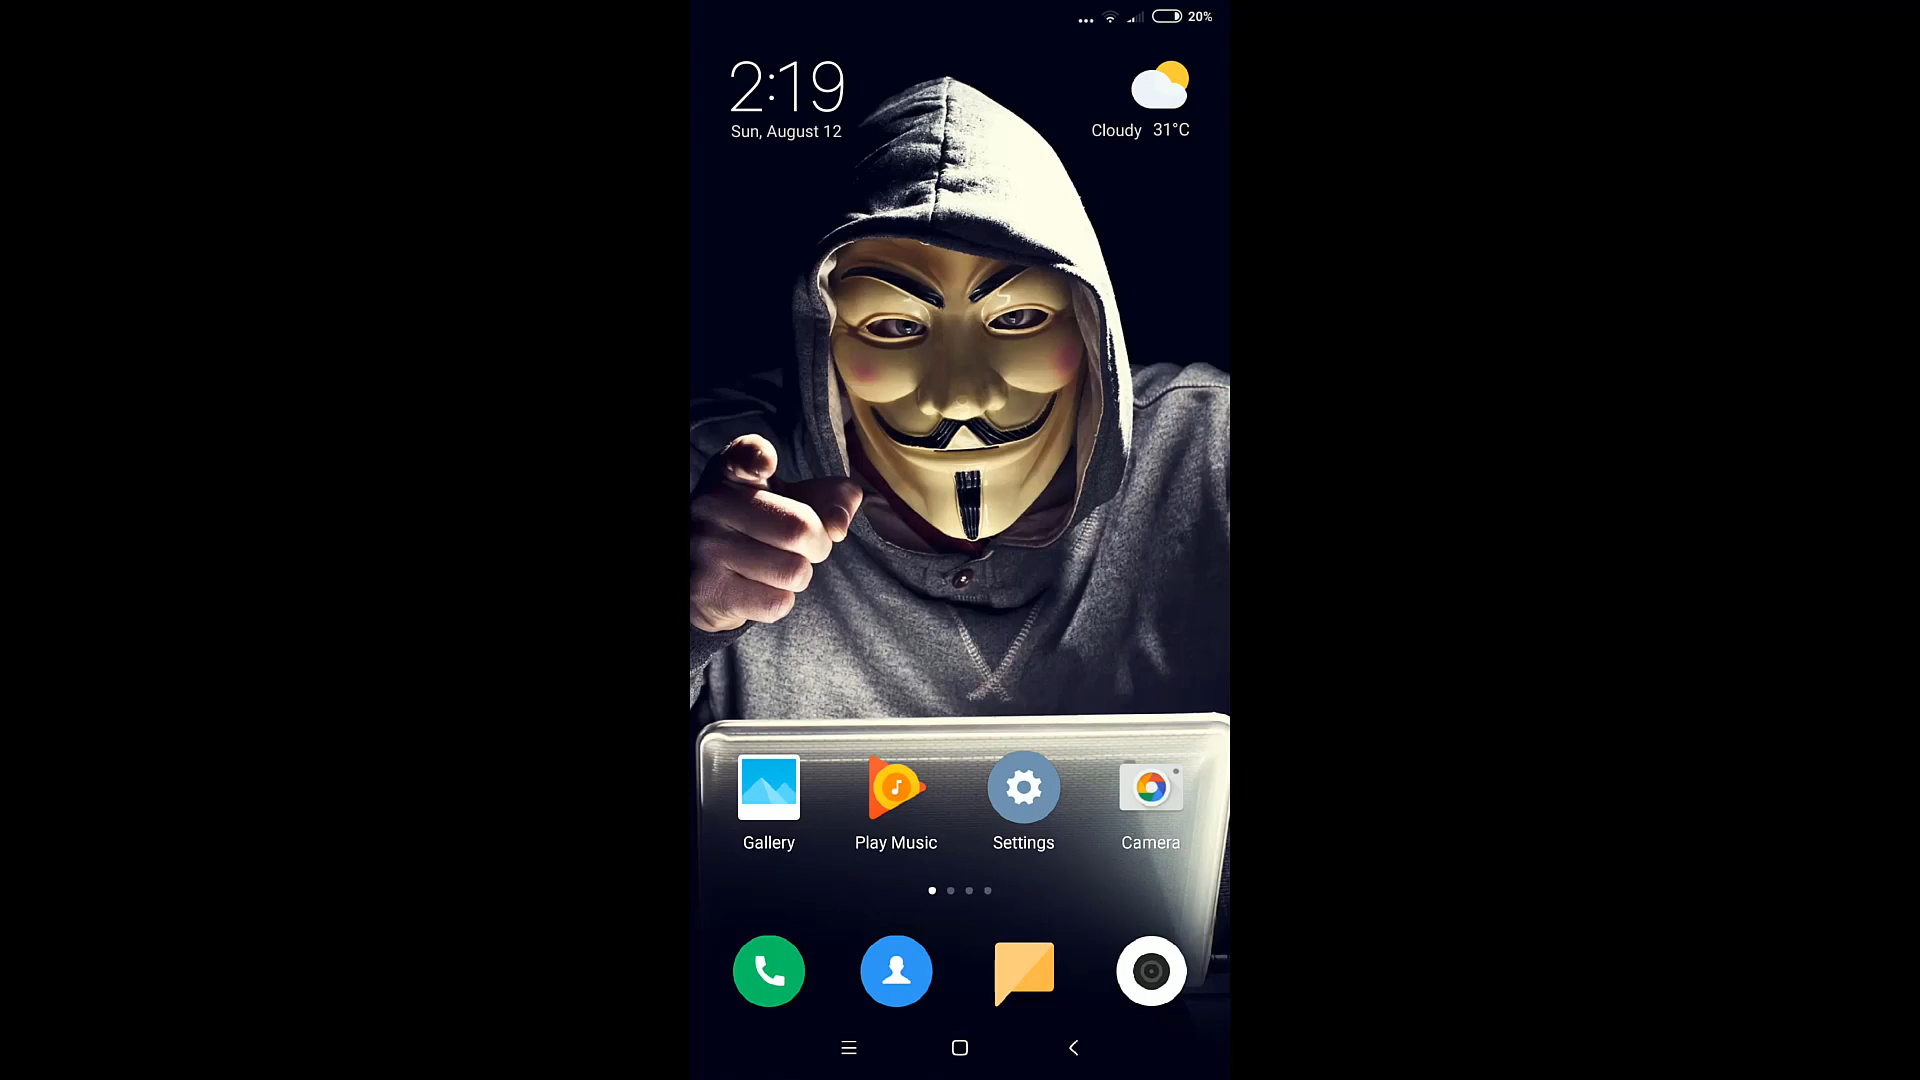 20%
2:19
Sun, August 12
Cloudy 31°C
Gallery
Play Music
Settings
Camera